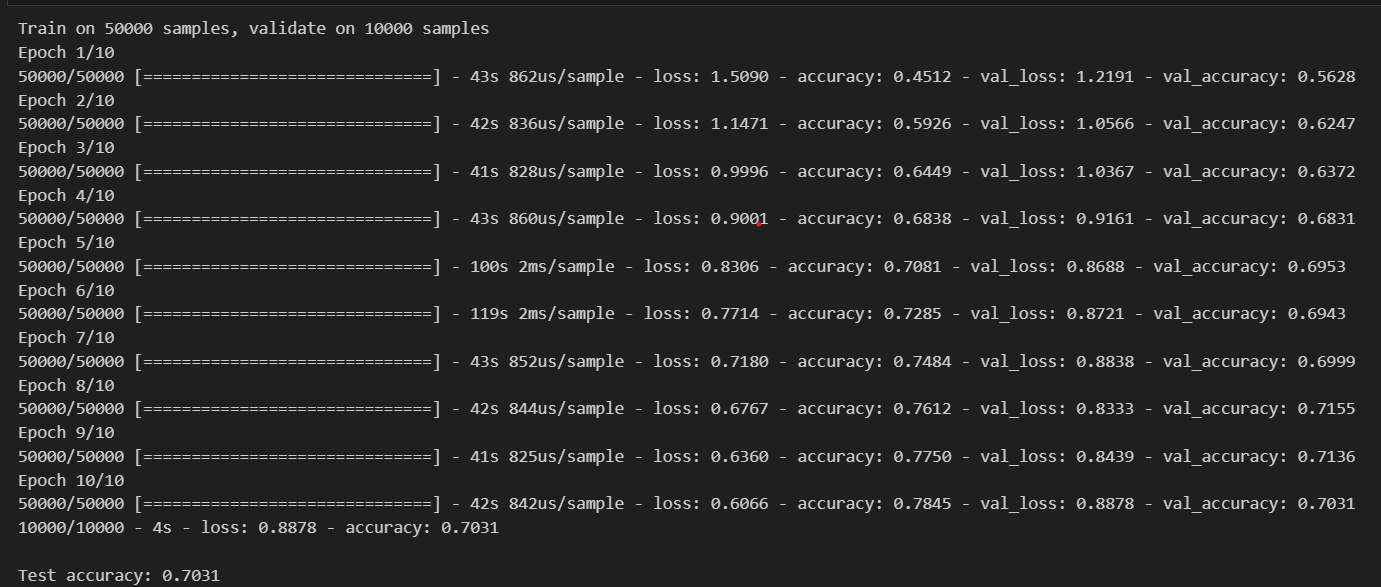 Train on 50000 samples, validate on 10000 samples
Epoch 1/10
50000/50000 [==============================] - 43s 862us/sample - loss: 1.5090 - accuracy: 0.4512 - val_loss: 1.2191 - val_accuracy: 0.5628
Epoch 2/10
50000/50000 [==============================] - 42s 836us/sample - loss: 1.1471 - accuracy: 0.5926 - val_loss: 1.0566 - val_accuracy: 0.6247
Epoch 3/10
50000/50000 [==============================] - 41s 828us/sample - loss: 0.9996 - accuracy: 0.6449 - val_loss: 1.0367 - val_accuracy: 0.6372
Epoch 4/10
50000/50000 [==============================] - 43s 860us/sample - loss: 0.9001 - accuracy: 0.6838 - val_loss: 0.9161 - val_accuracy: 0.6831
Epoch 5/10
50000/50000 [==============================] - 100s 2ms/sample - loss: 0.8306 - accuracy: 0.7081 - val_loss: 0.8688 - val_accuracy: 0.6953
Epoch 6/10
50000/50000 [==============================] - 119s 2ms/sample - loss: 0.7714 - accuracy: 0.7285 - val_loss: 0.8721 - val_accuracy: 0.6943
Epoch 7/10
50000/50000 [==============================] - 43s 852us/sample - loss: 0.7180 - accuracy: 0.7484 - val_loss: 0.8838 - val_accuracy: 0.6999
Epoch 8/10
50000/50000 [==============================] - 42s 844us/sample - loss: 0.6767 - accuracy: 0.7612 - val_loss: 0.8333 - val_accuracy: 0.7155
Epoch 9/10
50000/50000 [==============================] - 41s 825us/sample - loss: 0.6360 - accuracy: 0.7750 - val_loss: 0.8439 - val_accuracy: 0.7136
Epoch 10/10
50000/50000 [==============================] - 42s 842us/sample - loss: 0.6066 - accuracy: 0.7845 - val_loss: 0.8878 - val_accuracy: 0.7031
10000/10000 - 4s - loss: 0.8878 - accuracy: 0.7031
Test accuracy: 0.7031